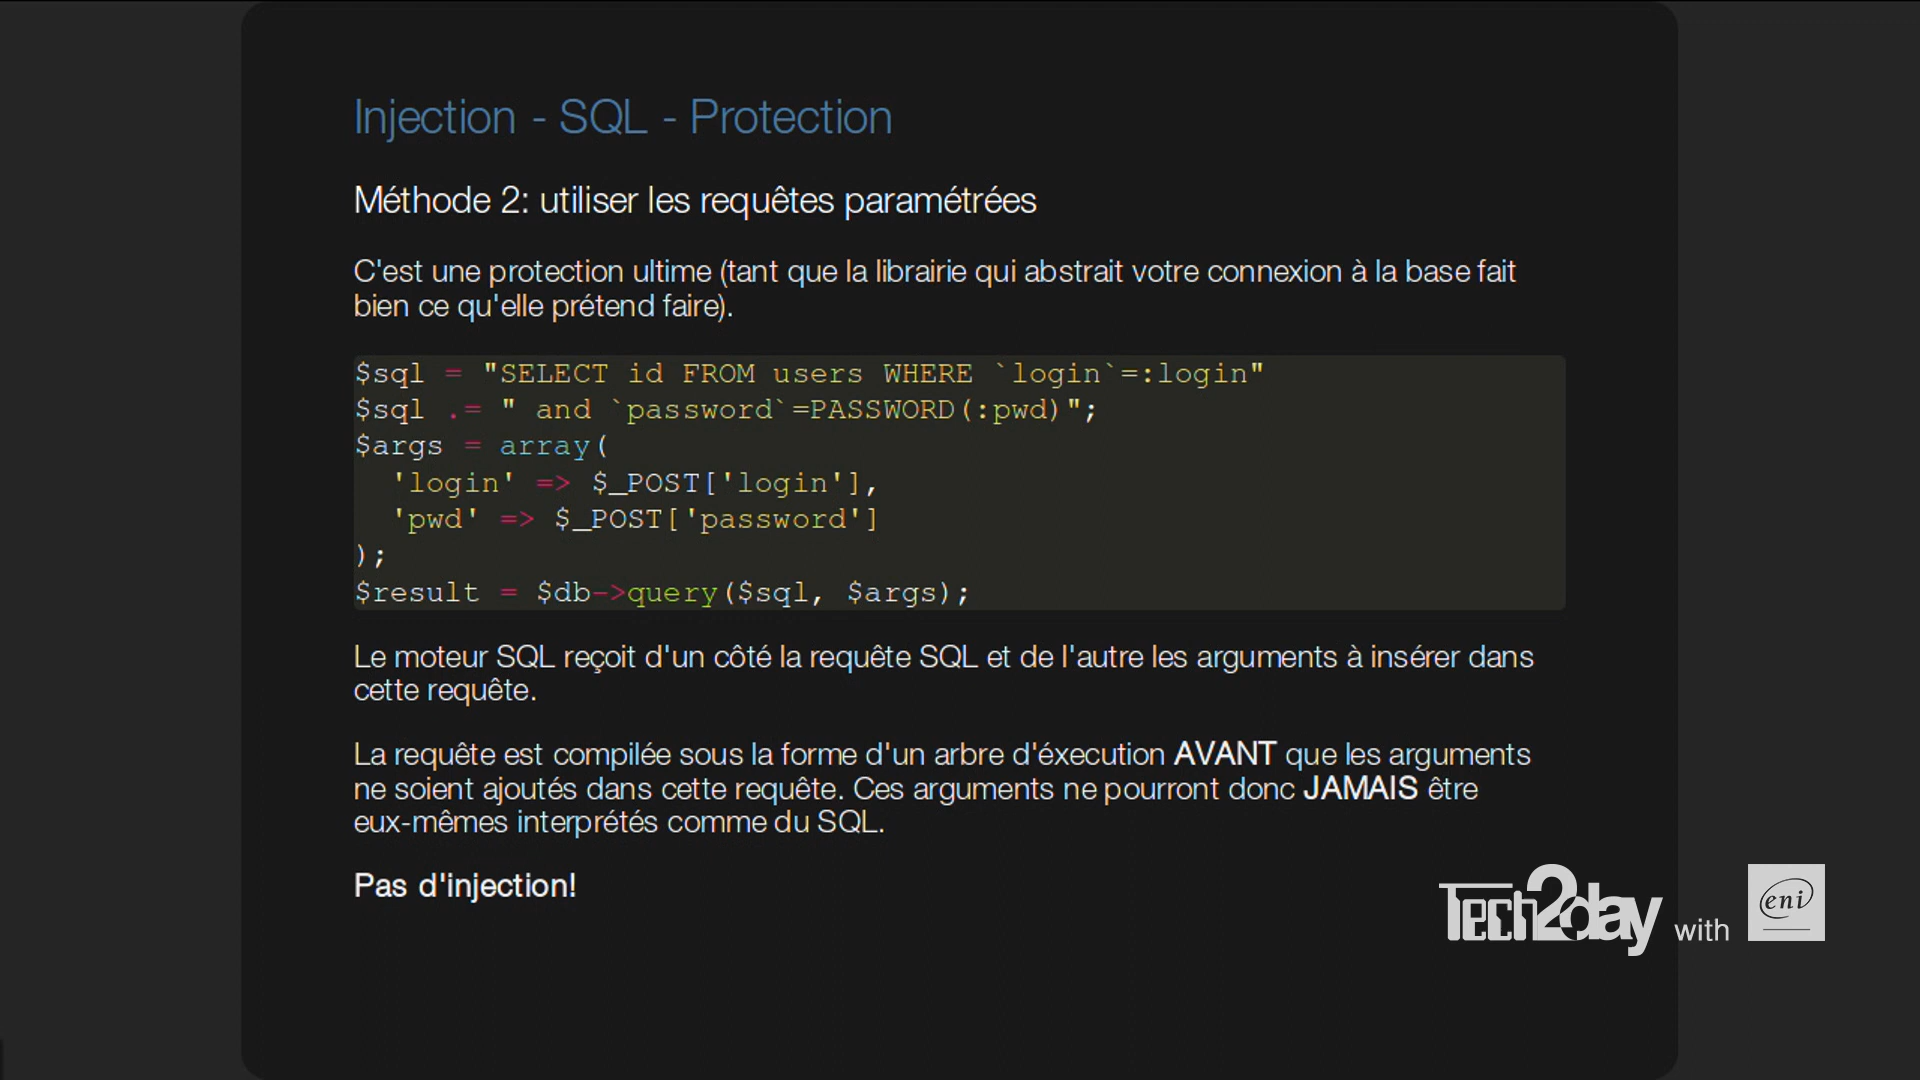 Injection - SQL - Protection
Méthode 2: utiliser les requêtes paramétrées
C'est une protection ultime (tant que la librairie qui abstrait votre connexion à la base fait
bien ce qu'elle prétend faire).
$sql = "SELECT id FROM users WHERE `login`=:login"
$sql .= " and `password`=PASSWORD(:pwd)";
$args = array(
  'login' => $_POST['login'],
  'pwd' => $_POST['password']
);
$result = $db->query($sql, $args);
Le moteur SQL reçoit d'un côté la requête SQL et de l'autre les arguments à insérer dans
cette requête.
La requête est compilée sous la forme d'un arbre d'éxecution AVANT que les arguments
ne soient ajoutés dans cette requête. Ces arguments ne pourront donc JAMAIS être
eux-mêmes interprétés comme du SQL.
Pas d'injection!
Tech2day with eni